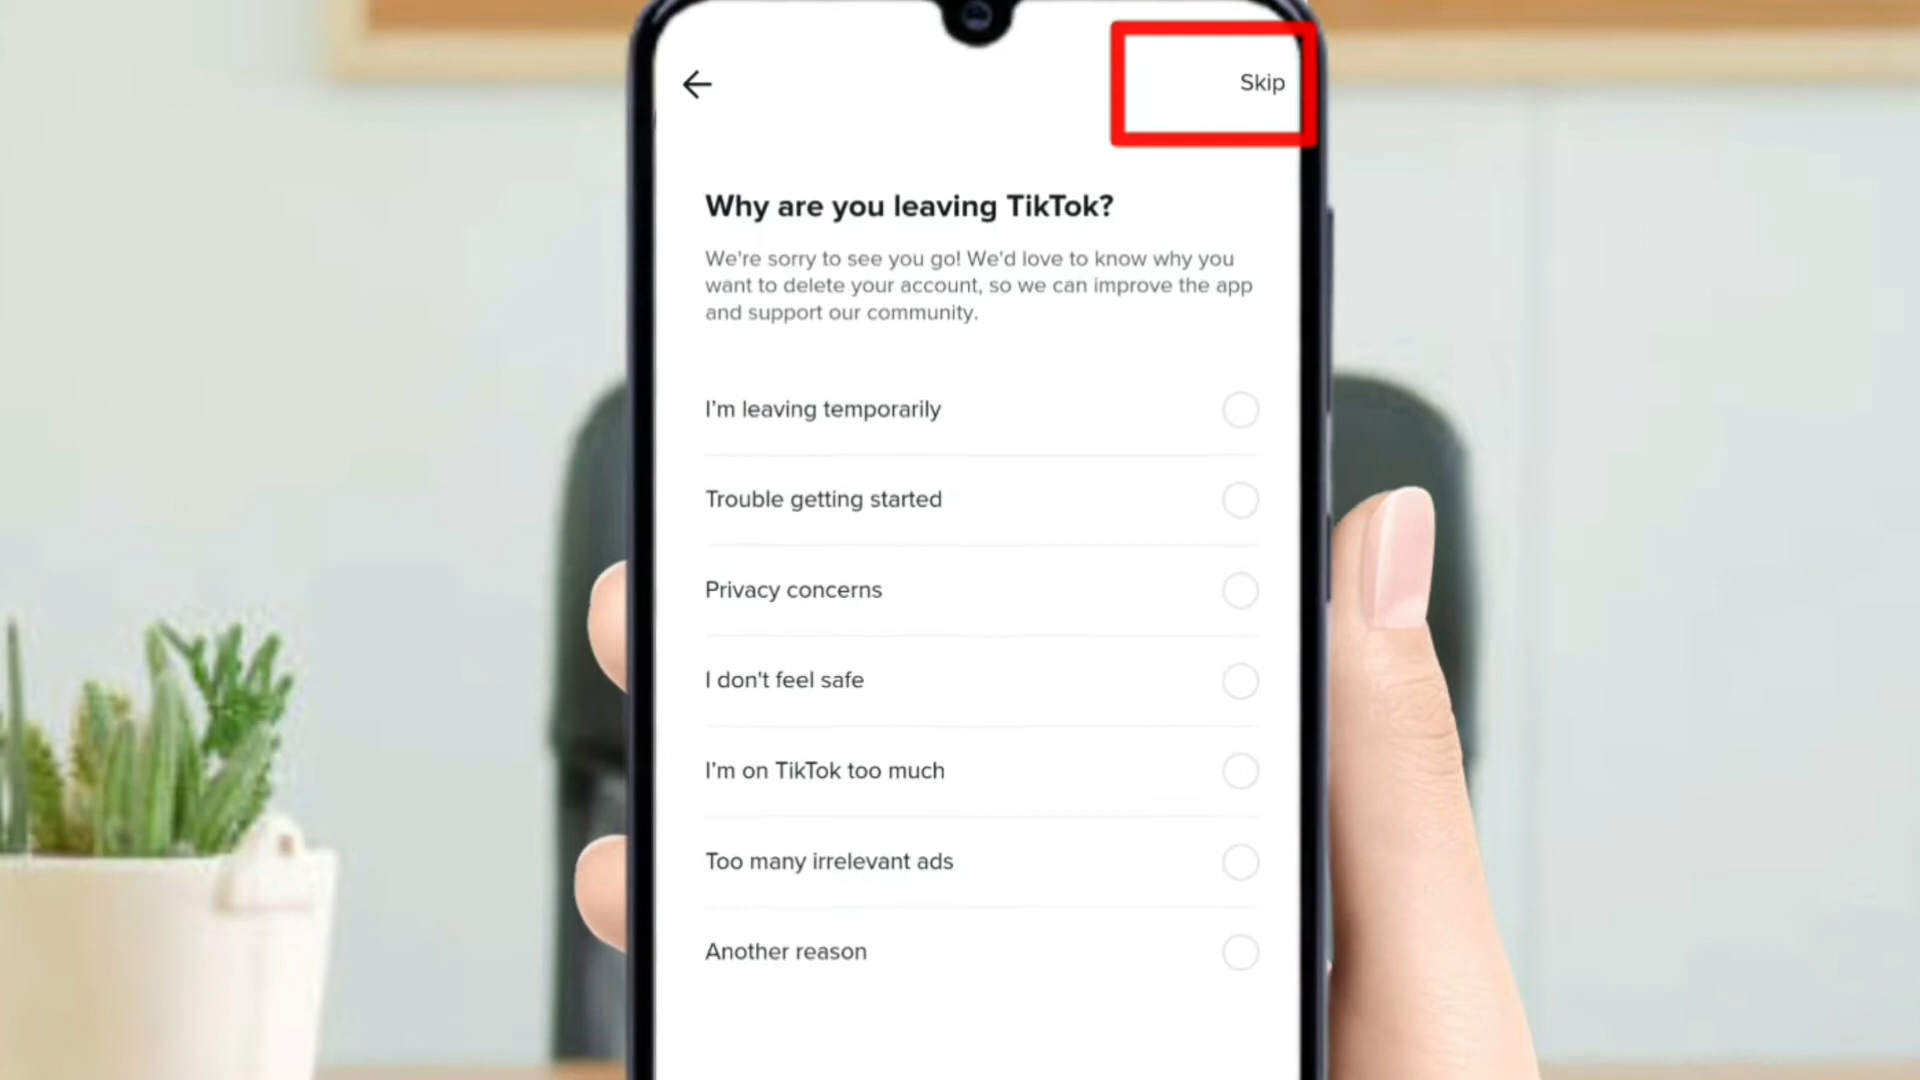 Skip
Why are you leaving TikTok?
We're sorry to see you go! We'd love to know why you
want to delete your account, so we can improve the app
and support our community.
I'm leaving temporarily
Trouble getting started
Privacy concerns
I don't feel safe
I'm on TikTok too much
Too many irrelevant ads
Another reason